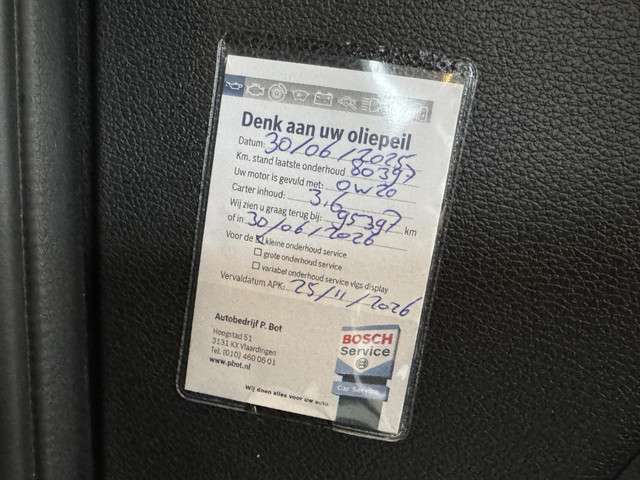 Denk aan uw oliepeil
Datum: 30/06/2025
Km. stand laatste onderhoud 80397
Uw motor is gevuld met: 0w20
Carter inhoud: 3,6
Wij zien u graag terug bij: 95397 km
of in 30/06/2026
Voor de kleine onderhoud service
grote onderhoud service
variabel onderhoud service vlgs display
Vervaldatum APK: 25/11/2026
Autobedrijf P. Bot
Hoogstad 51
3131 KX Vlaardingen
Tel. (010) 460 06 01
www.pbot.nl
BOSCH
Service
Car Service
Wij doen alles voor uw auto